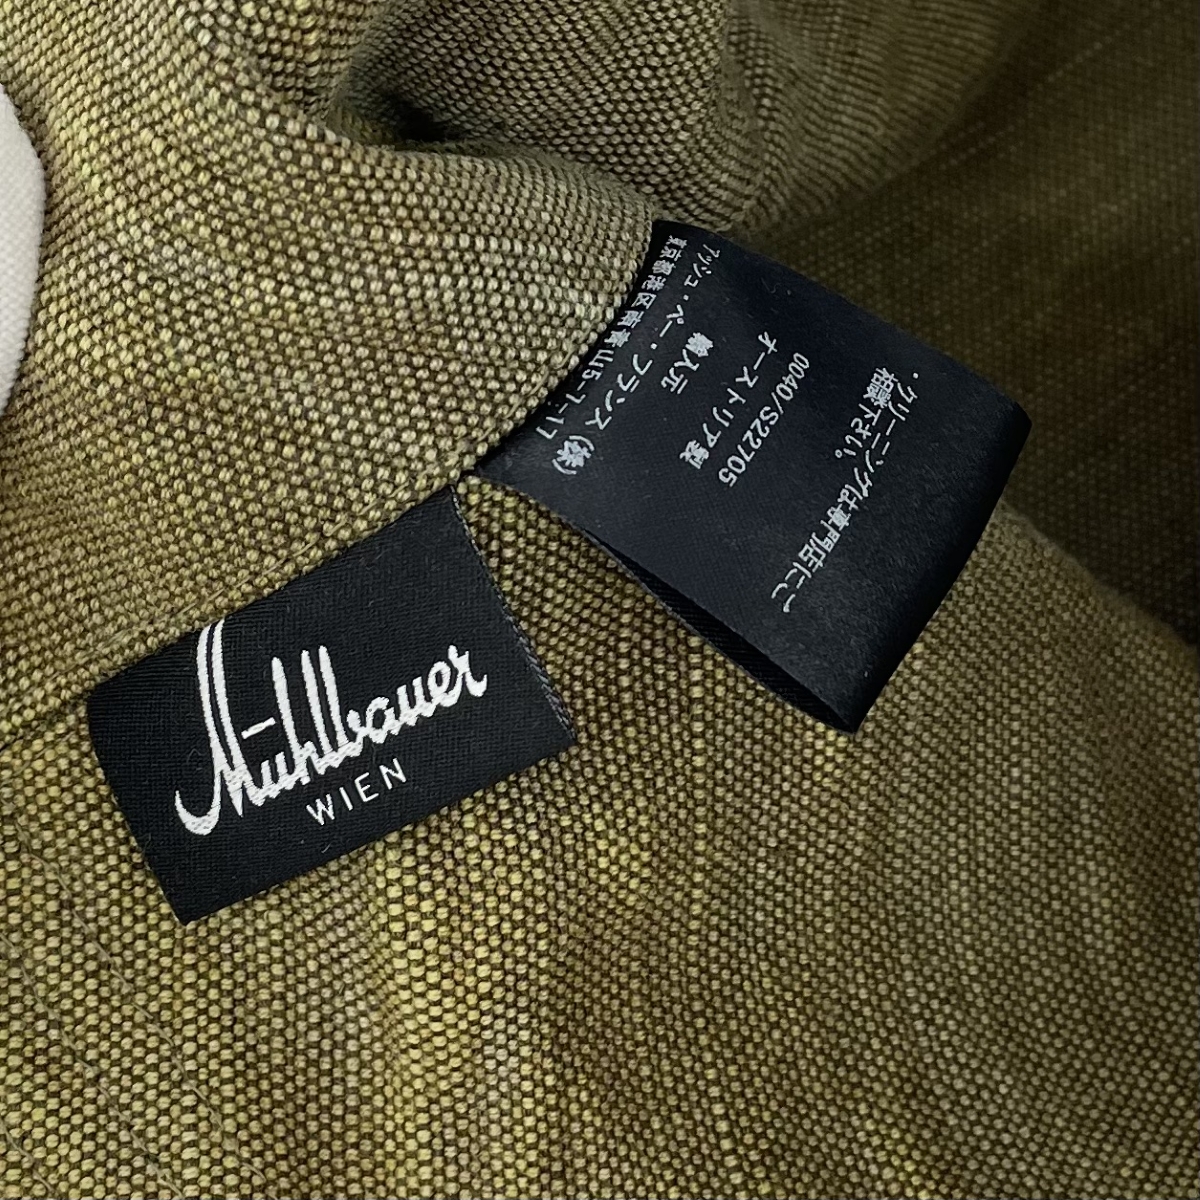 Mühlbauer
WIEN
・クリーニングは専門店にご
相談下さい。
0040/S22705
オーストリア製
輸入元
アッシュ・ペー・フランス(株)
東京都港区南青山5-1-17